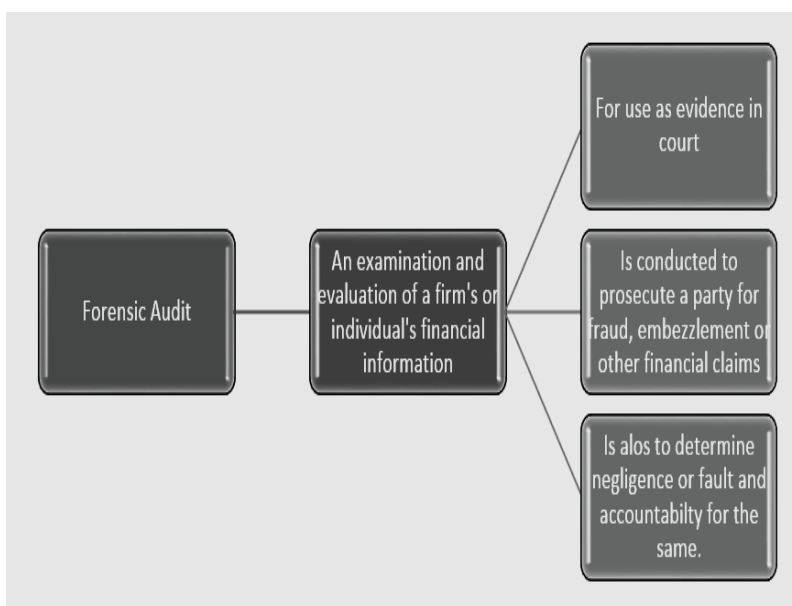 Forensic Audit
An examination and
evaluation of a firm's or
individual's financial
information
For use as evidence in
court
Is conducted to
prosecute a party for
fraud, embezzlement or
other financial claims
Is alos to determine
negligence or fault and
accountabilty for the
same.